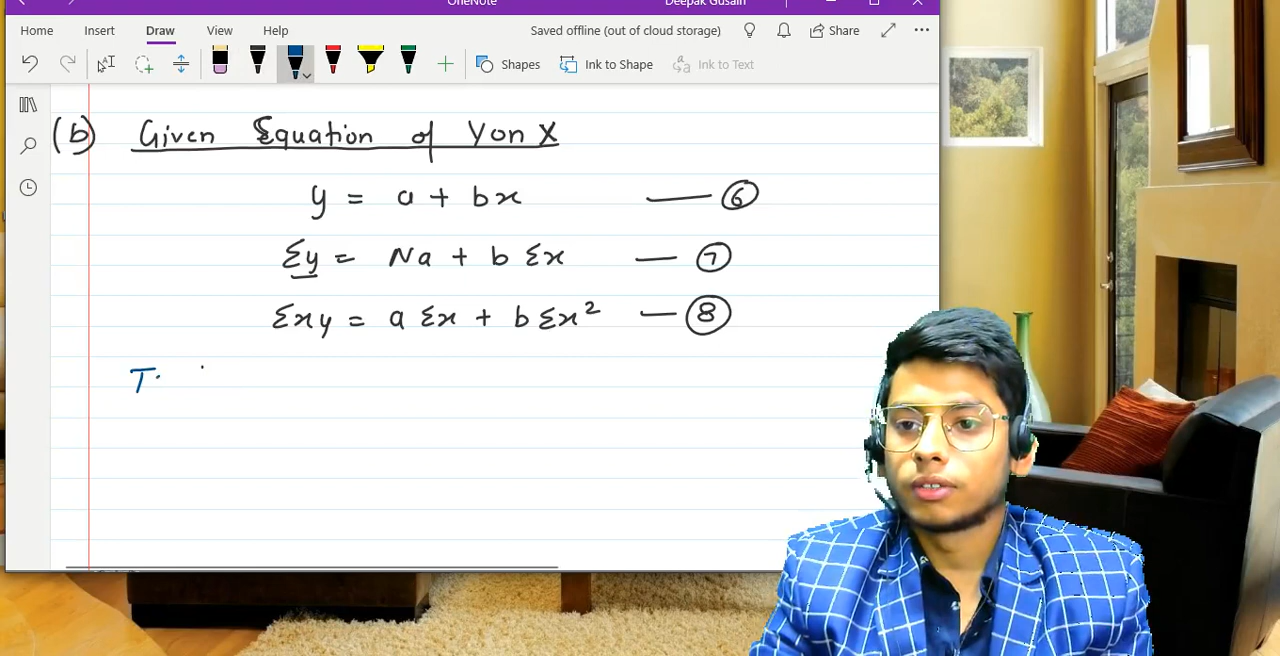 OneNote
Deepak Gusain
Home Insert Draw View Help
Saved offline (out of cloud storage)
Share
Shapes
Ink to Shape
Ink to Text
(b) Given Equation of Y on X
y = a + bx — ⑥
Σy = Na + b Σx — ⑦
Σxy = a Σx + b Σx² — ⑧
T